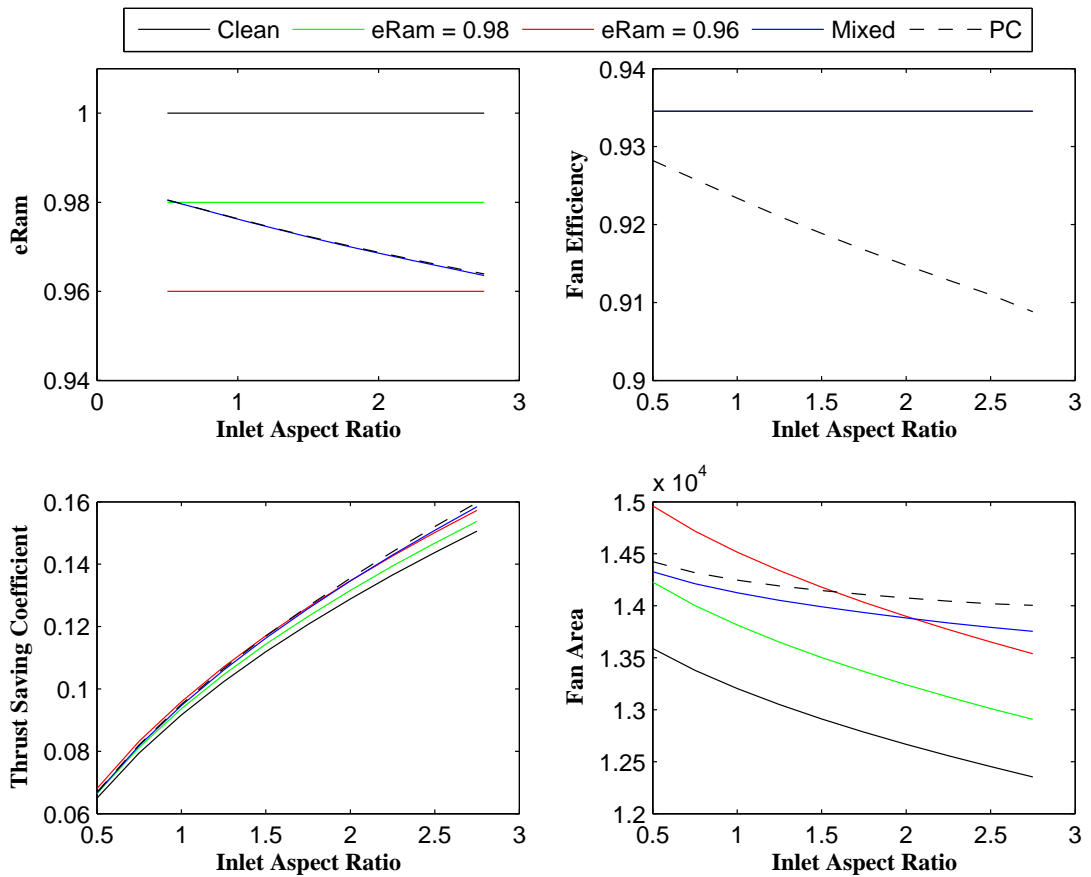 Clean eRam = 0.98 eRam = 0.96 Mixed PC
1
0.98
0.96
0.94
eRam
0 1 2 3
Inlet Aspect Ratio
0.94
0.93
0.92
0.91
0.9
Fan Efficiency
0.5 1 1.5 2 2.5 3
Inlet Aspect Ratio
0.16
0.14
0.12
0.1
0.08
0.06
Thrust Saving Coefficient
0.5 1 1.5 2 2.5 3
Inlet Aspect Ratio
x 10^4
1.5
1.45
1.4
1.35
1.3
1.25
1.2
Fan Area
0.5 1 1.5 2 2.5 3
Inlet Aspect Ratio